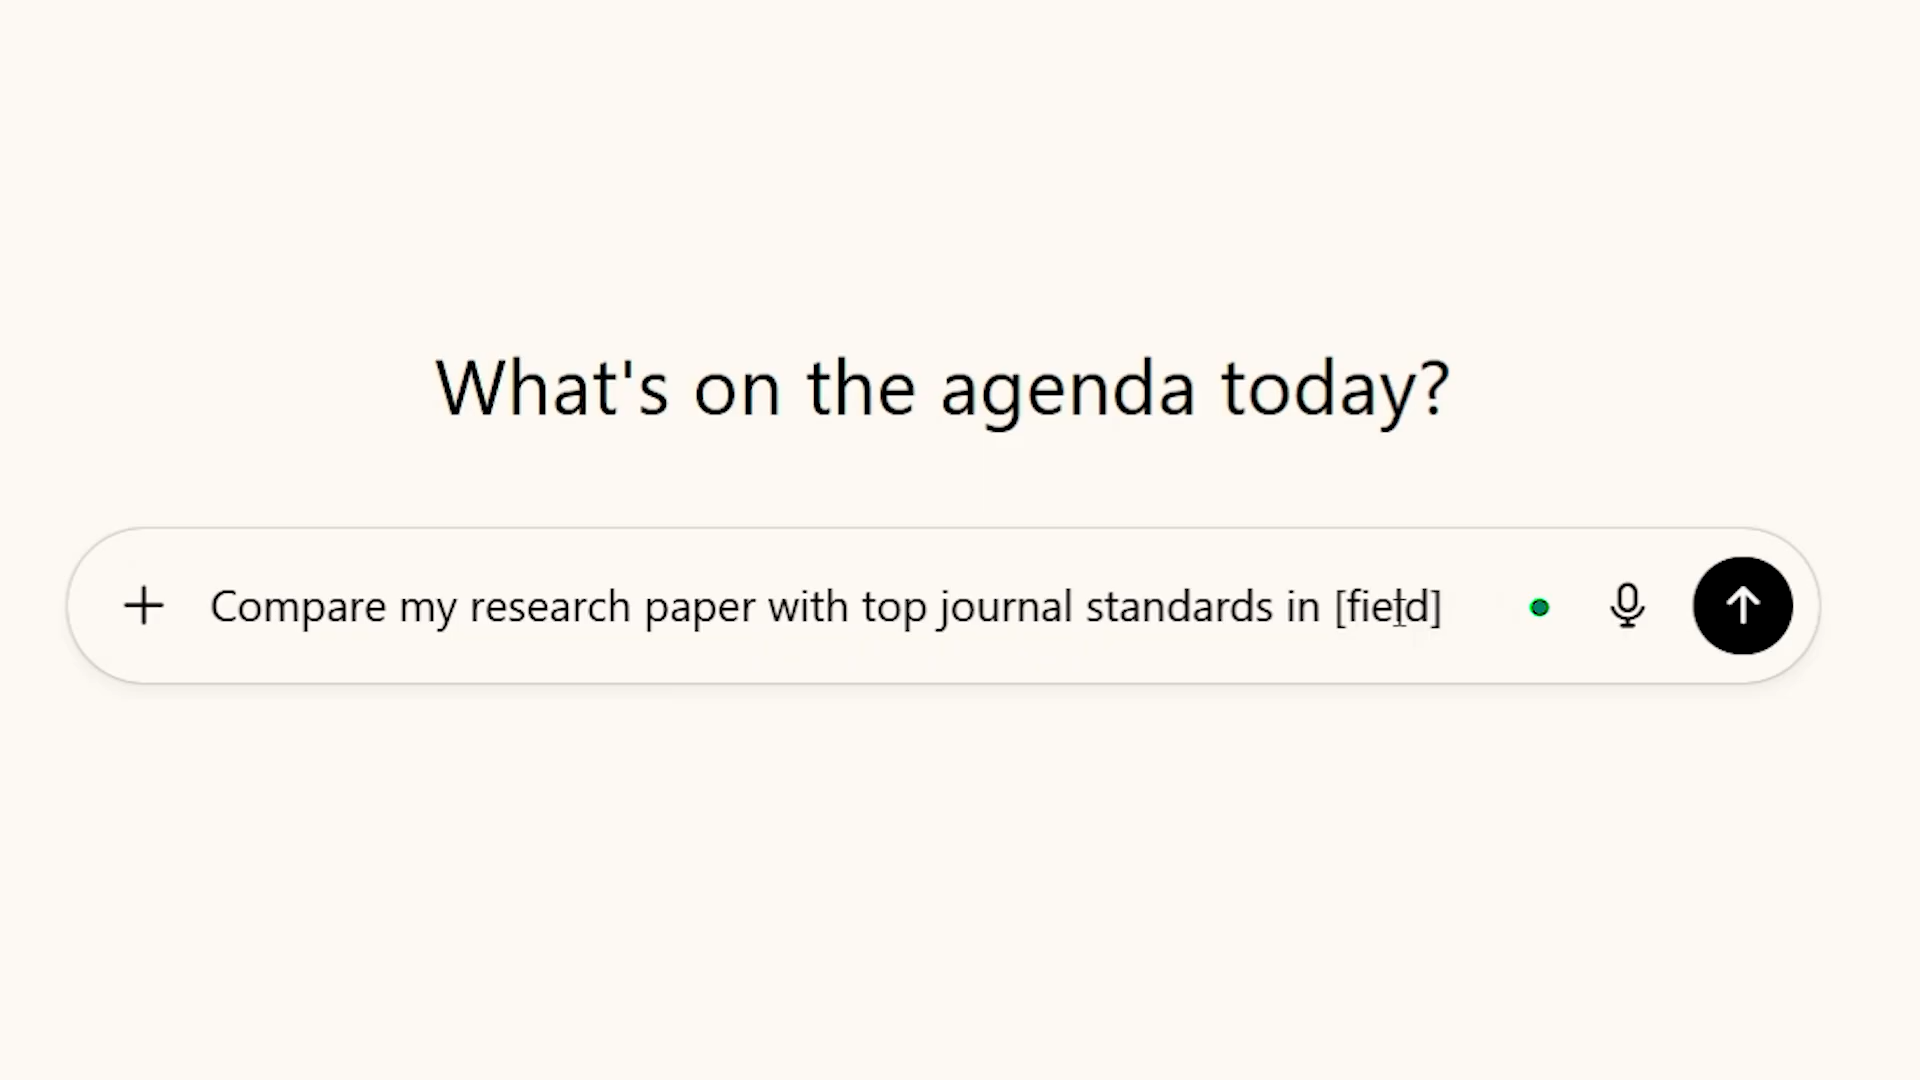 What's on the agenda today?
Compare my research paper with top journal standards in [field]